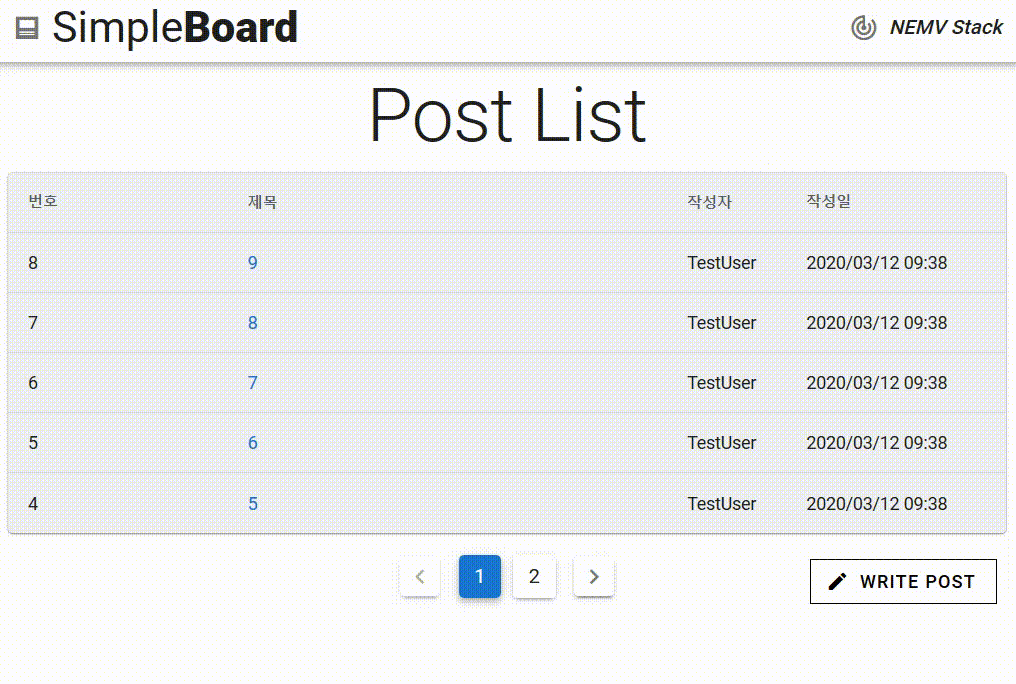 SimpleBoard NEMV Stack
Post List
번호 제목 작성자 작성일
8 9 TestUser 2020/03/12 09:38
7 8 TestUser 2020/03/12 09:38
6 7 TestUser 2020/03/12 09:38
5 6 TestUser 2020/03/12 09:38
4 5 TestUser 2020/03/12 09:38
1 2 WRITE POST